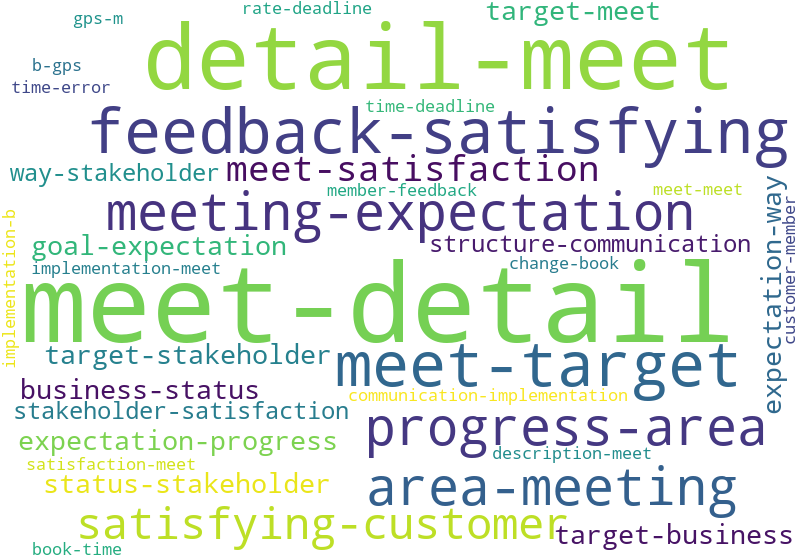 rate-deadline
target-meet
gps-m
detail-meet
b-gps
time-error
time-deadline
feedback-satisfying
way-stakeholder
meet-satisfaction
member-feedback
meet-meet
meeting-expectation
expectation-way
customer-member
implementation-b
goal-expectation
structure-communication
implementation-meet
change-book
meet-detail
target-stakeholder
meet-target
business-status
communication-implementation
stakeholder-satisfaction
progress-area
expectation-progress
description-meet
satisfaction-meet
status-stakeholder
area-meeting
satisfying-customer
target-business
book-time